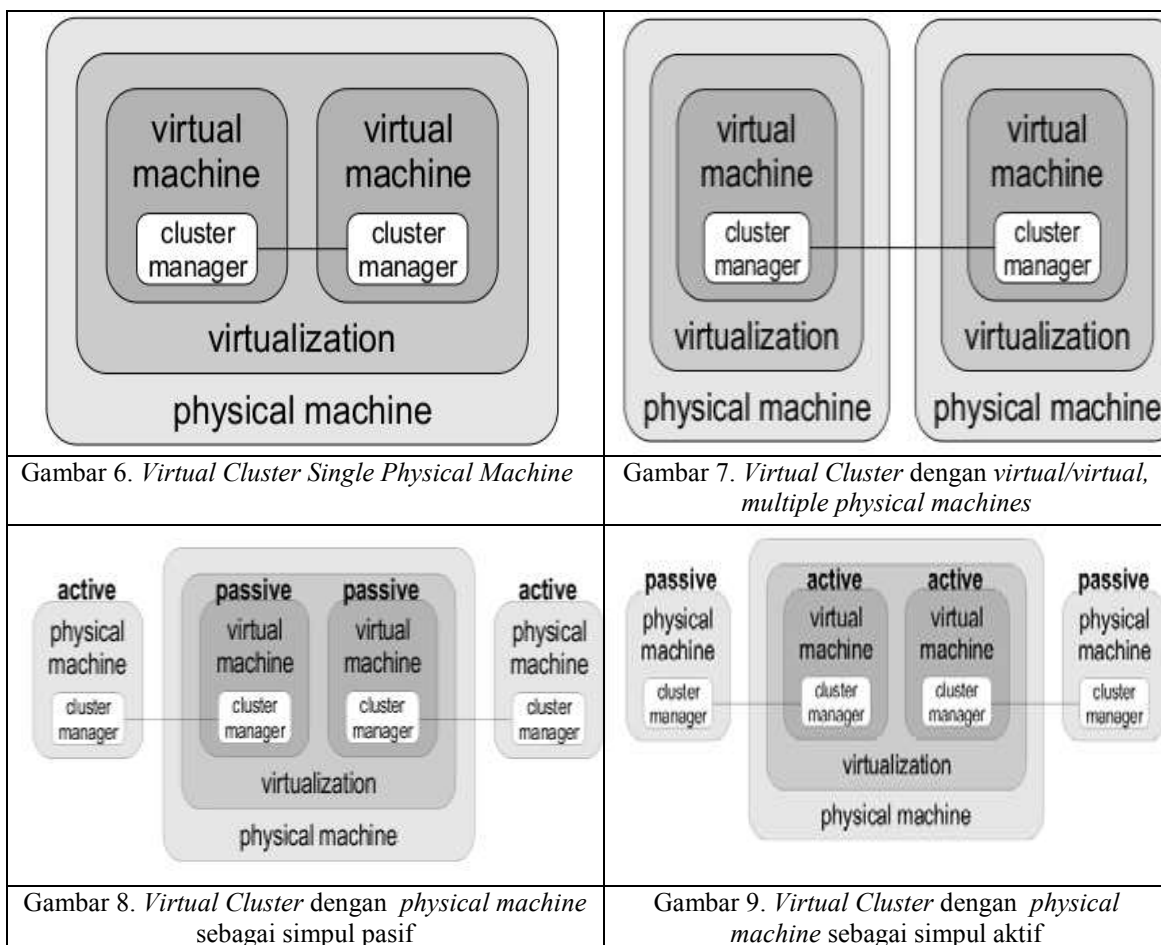 virtual
machine
cluster
manager
virtual
machine
cluster
manager
virtualization
physical machine
Gambar 6. Virtual Cluster Single Physical Machine
virtual
machine
cluster
manager
virtualization
physical machine
virtual
machine
cluster
manager
virtualization
physical machine
Gambar 7. Virtual Cluster dengan virtual/virtual,
multiple physical machines
active
physical
machine
cluster
manager
passive
virtual
machine
cluster
manager
passive
virtual
machine
cluster
manager
virtualization
physical machine
active
physical
machine
cluster
manager
Gambar 8. Virtual Cluster dengan physical machine
sebagai simpul pasif
passive
physical
machine
cluster
manager
active
virtual
machine
cluster
manager
active
virtual
machine
cluster
manager
virtualization
physical machine
passive
physical
machine
cluster
manager
Gambar 9. Virtual Cluster dengan physical
machine sebagai simpul aktif